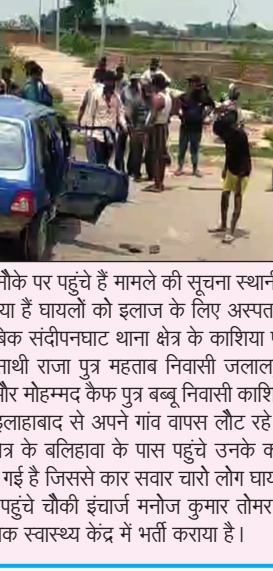 मौके पर पहुंचे हैं मामले की सूचना स्थानी
या हैं घायलों को इलाज के लिए अस्पत
बेक संदीपनघाट थाना क्षेत्र के काशिया प
नाथी राजा पुत्र महताब निवासी जलाल
मौर मोहम्मद कैफ पुत्र बब्बू निवासी काशि
इलाहाबाद से अपने गांव वापस लौट रहे
त्र के बलिहावा के पास पहुंचे उनके क
गई है जिससे कार सवार चारो लोग घाय
पहुंचे चौकी इंचार्ज मनोज कुमार तोमर
क स्वास्थ्य केंद्र में भर्ती कराया है।